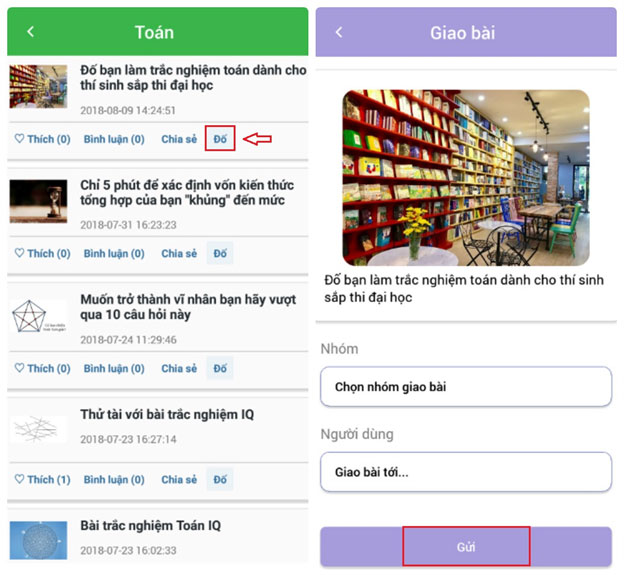 Toán
Đố bạn làm trắc nghiệm toán dành cho
thí sinh sắp thi đại học
2018-08-09 14:24:51
Thích (0) Bình luận (0) Chia sẻ Đố
Chỉ 5 phút để xác định vốn kiến thức
tổng hợp của bạn "khủng" đến mức
2018-07-31 16:23:23
Thích (0) Bình luận (0) Chia sẻ Đố
Muốn trở thành vĩ nhân bạn hãy vượt
qua 10 câu hỏi này
2018-07-24 11:29:46
Thích (0) Bình luận (0) Chia sẻ Đố
Thử tài với bài trắc nghiệm IQ
2018-07-23 16:27:14
Thích (1) Bình luận (0) Chia sẻ Đố
Bài trắc nghiệm Toán IQ
2018-07-23 16:02:33
Giao bài
Đố bạn làm trắc nghiệm toán dành cho thí sinh
sắp thi đại học
Nhóm
Chọn nhóm giao bài
Người dùng
Giao bài tới...
Gửi